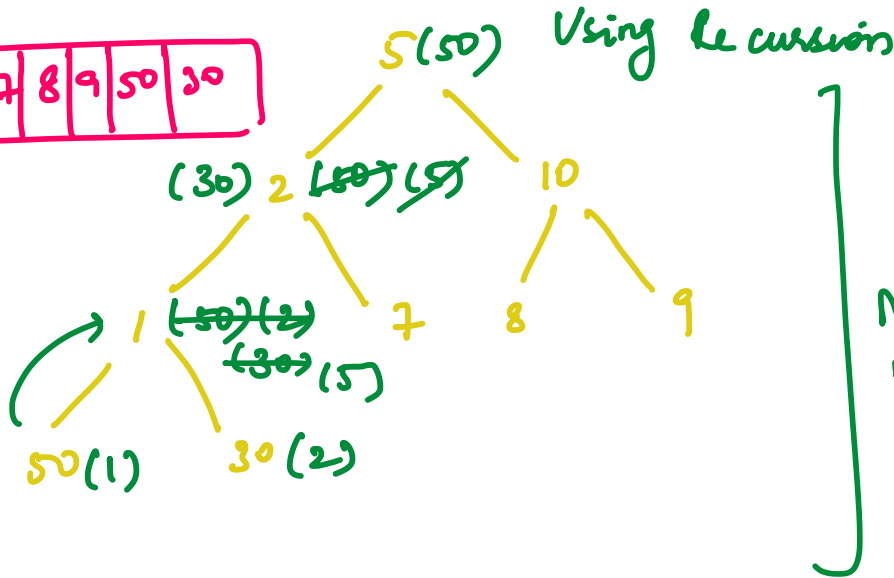 5 (50) Using Recussion
7 8 9 50 30
(30) 2 (50) (5) 10
1 (50) (2) 7 8 9
(30) (5)
50 (1) 30 (2)